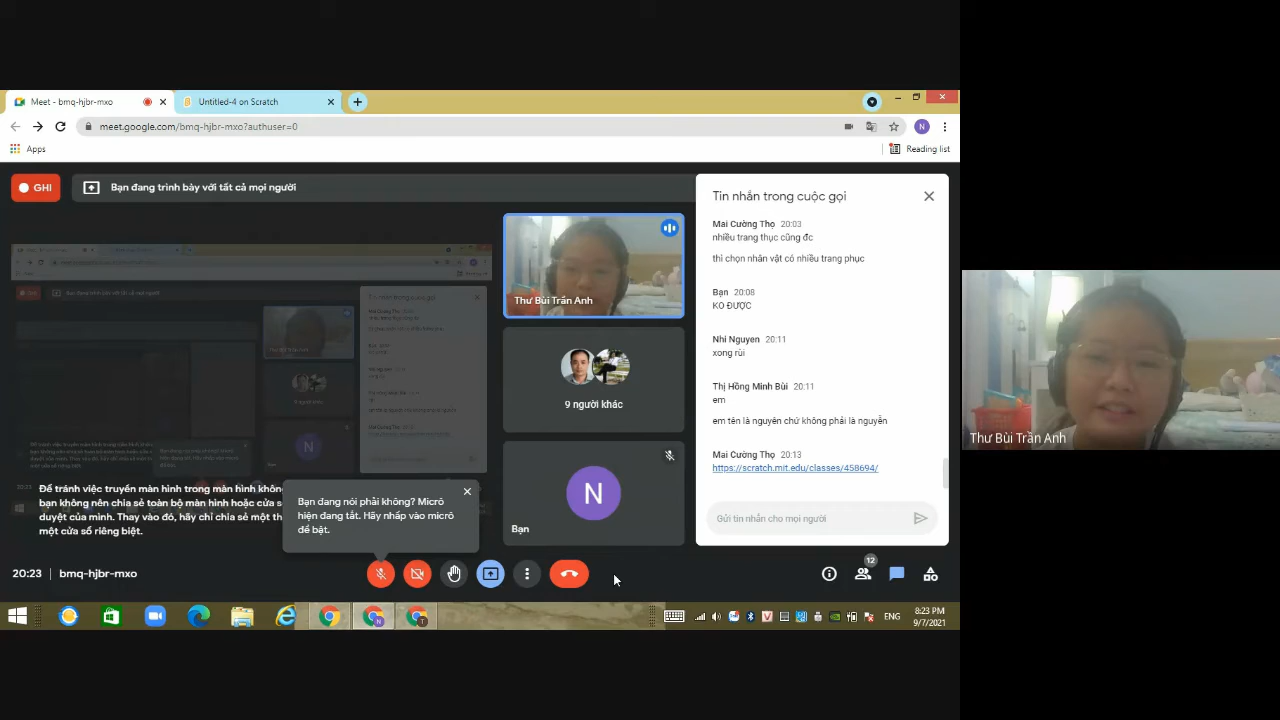 Meet - bmq-hjbr-mxo
Untitled-4 on Scratch
meet.google.com/bmq-hjbr-mxo?authuser=0
N
Apps
Reading list
GHI
Bạn đang trình bày với tất cả mọi người
Tin nhắn trong cuộc gọi
Mai Cường Thọ 20:03
nhiều trang thục cũng đc
thì chọn nhân vật có nhiều trang phục
Bạn 20:08
KO ĐƯỢC
Nhi Nguyen 20:11
xong rùi
Thị Hồng Minh Bùi 20:11
em
em tên là nguyên chứ không phải là nguyễn
Mai Cường Thọ 20:13
https://scratch.mit.edu/classes/458694/
Gửi tin nhắn cho mọi người
Thư Bùi Trần Anh
9 người khác
N
Bạn
Để tránh việc truyền màn hình trong màn hình không
bạn không nên chia sẻ toàn bộ màn hình hoặc cửa s
duyệt của mình. Thay vào đó, hãy chỉ chia sẻ một th
một cửa sổ riêng biệt.
Bạn đang nói phải không? Micrô
hiện đang tắt. Hãy nhấp vào micrô
để bật.
20:23 | bmq-hjbr-mxo
12
ENG
8:23 PM
9/7/2021
Thư Bùi Trần Anh